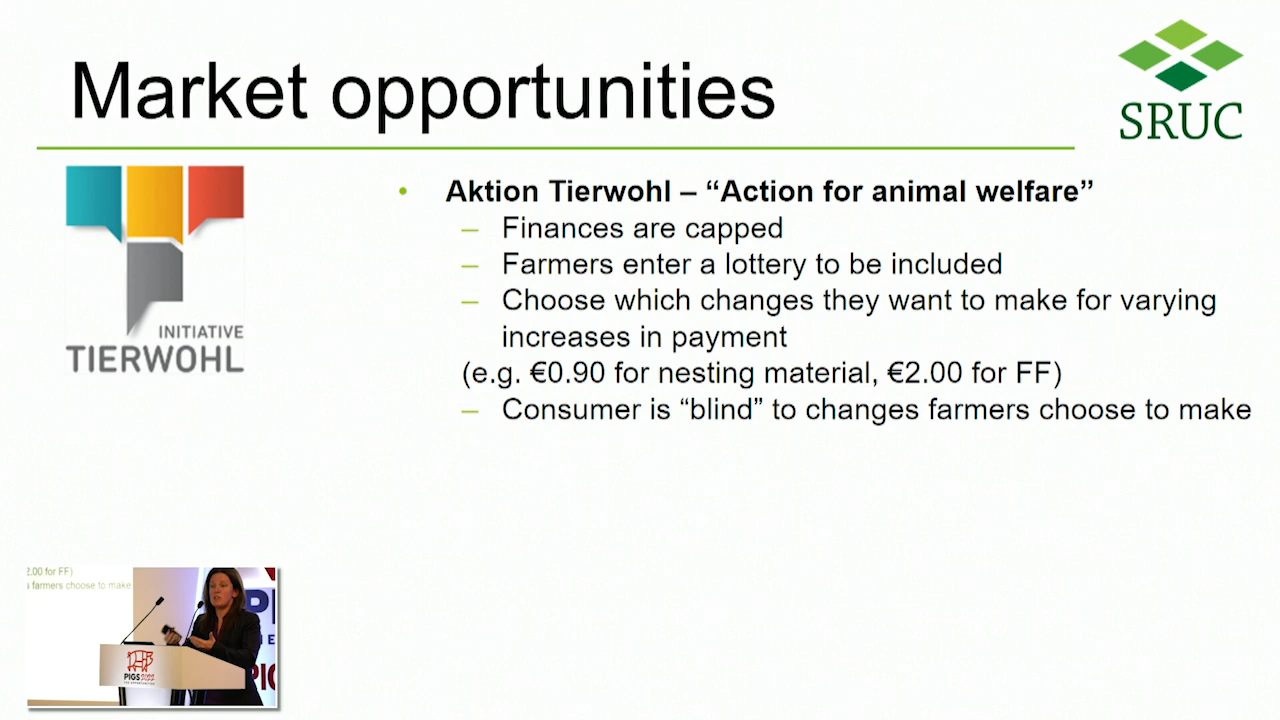 Market opportunities
SRUC
INITIATIVE
TIERWOHL
• Aktion Tierwohl – “Action for animal welfare”
– Finances are capped
– Farmers enter a lottery to be included
– Choose which changes they want to make for varying
increases in payment
(e.g. €0.90 for nesting material, €2.00 for FF)
– Consumer is “blind” to changes farmers choose to make
2.00 for FF)
farmers choose to make
PIGS